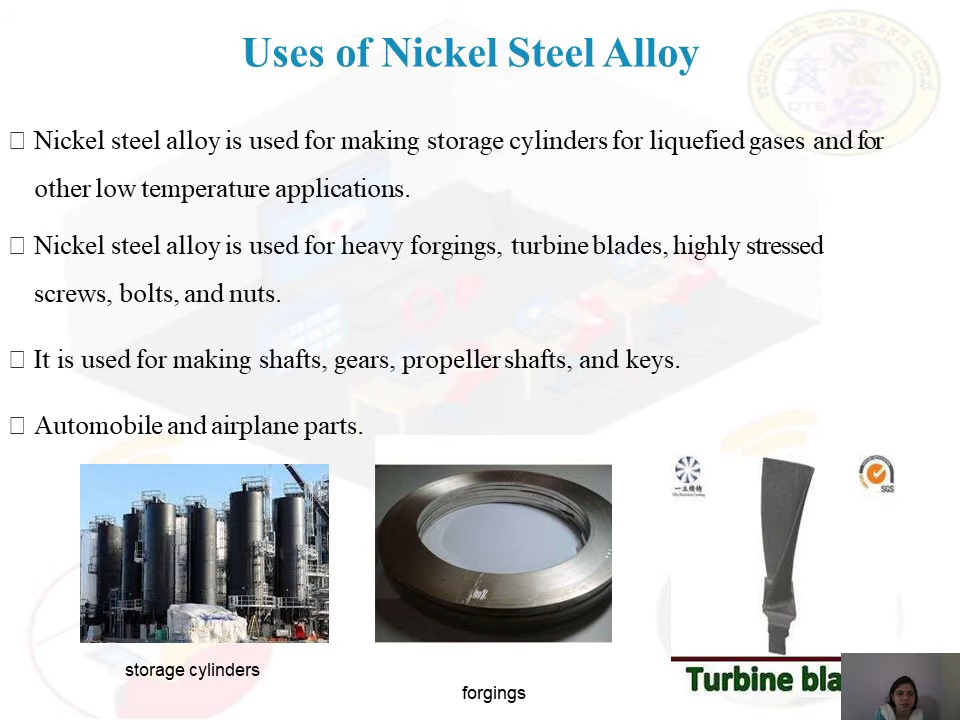 Uses of Nickel Steel Alloy
Nickel steel alloy is used for making storage cylinders for liquefied gases and for
other low temperature applications.
Nickel steel alloy is used for heavy forgings, turbine blades, highly stressed
screws, bolts, and nuts.
It is used for making shafts, gears, propeller shafts, and keys.
Automobile and airplane parts.
SGS
storage cylinders
forgings
Turbine bla